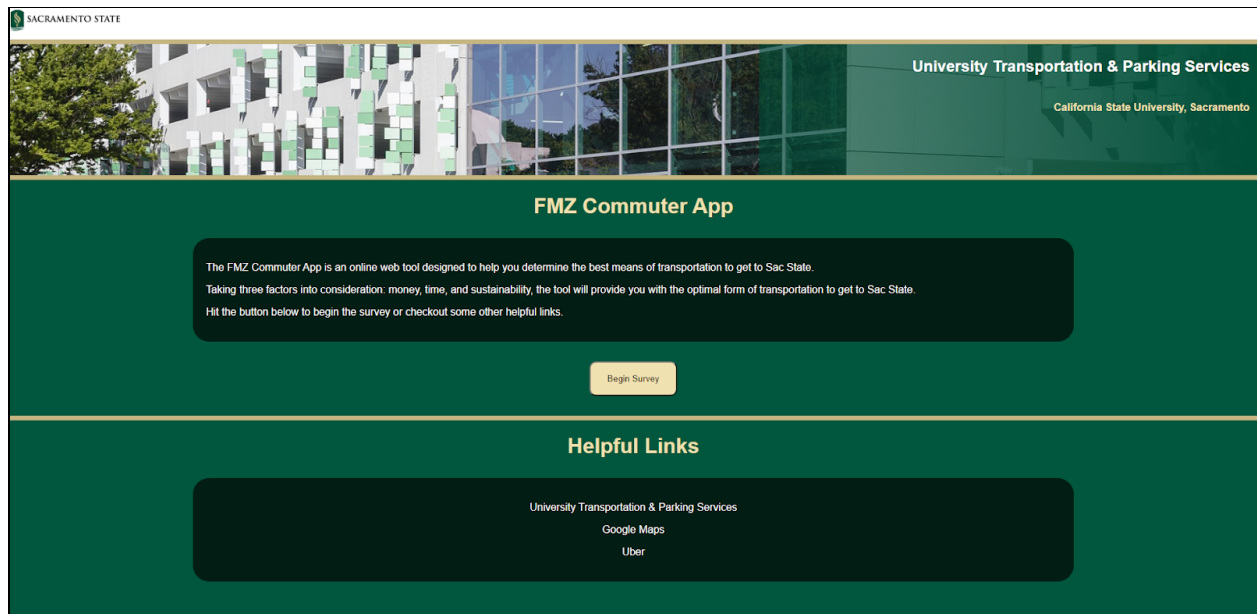 SACRAMENTO STATE
University Transportation & Parking Services
California State University, Sacramento
FMZ Commuter App
The FMZ Commuter App is an online web tool designed to help you determine the best means of transportation to get to Sac State.
Taking three factors into consideration: money, time, and sustainability, the tool will provide you with the optimal form of transportation to get to Sac State.
Hit the button below to begin the survey or checkout some other helpful links.
Begin Survey
Helpful Links
University Transportation & Parking Services
Google Maps
Uber